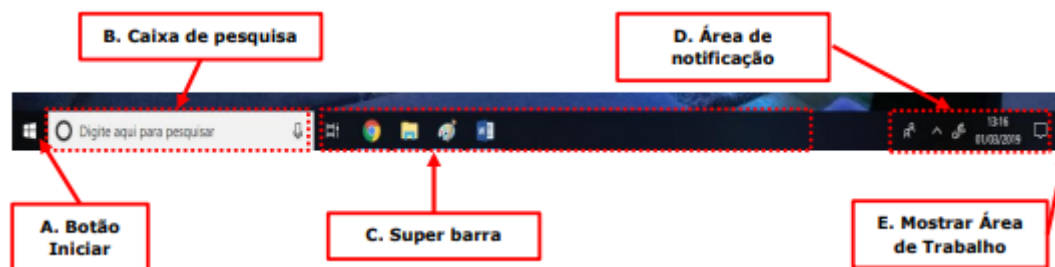 B. Caixa de pesquisa
D. Área de
notificação
Digite aqui para pesquisar
13:16
01/03/2019
A. Botão
Iniciar
C. Super barra
E. Mostrar Área
de Trabalho